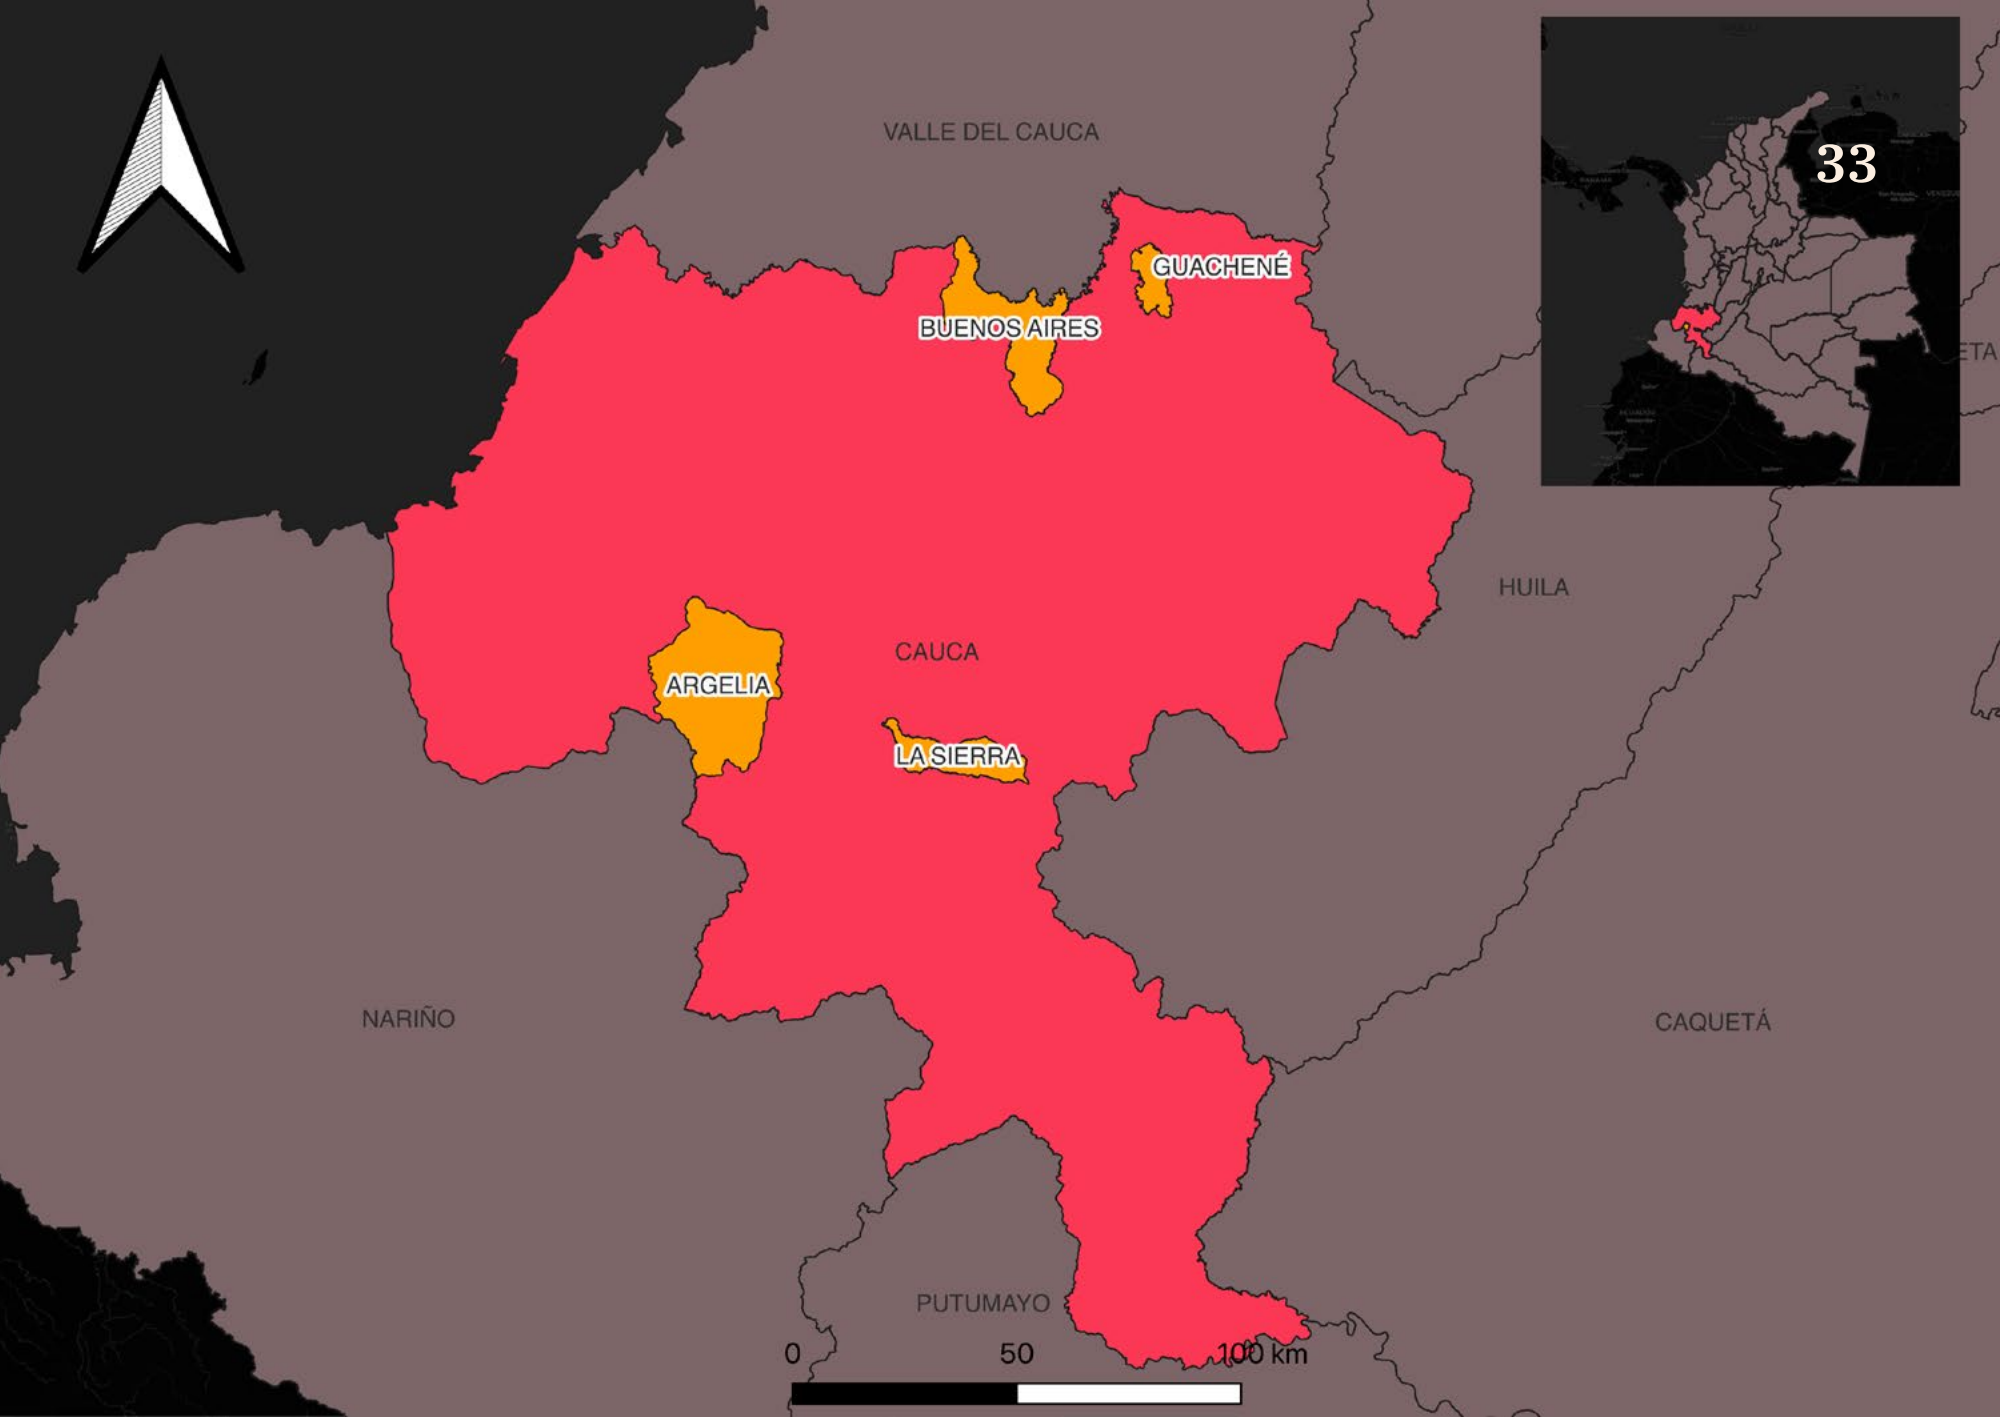 VALLE DEL CAUCA
33
GUACHENÉ
BUENOS AIRES
ETA
HUILA
CAUCA
ARGELIA
LA SIERRA
NARIÑO
CAQUETÁ
PUTUMAYO
0 50 100 km